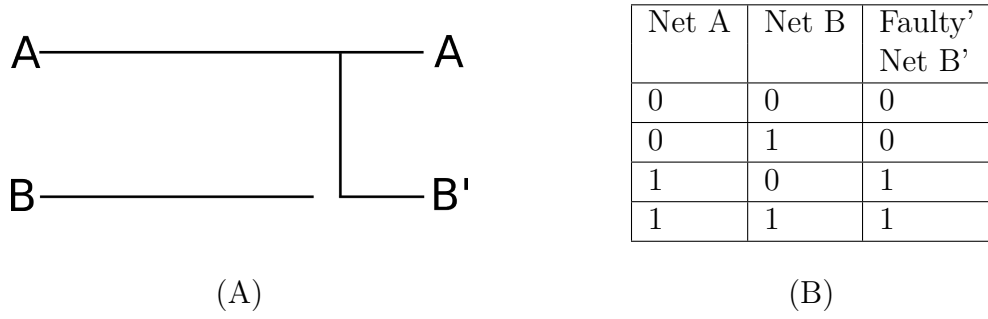 A A
B B'
(A)
Net A Net B Faulty'
Net B'
0 0 0
0 1 0
1 0 1
1 1 1
(B)